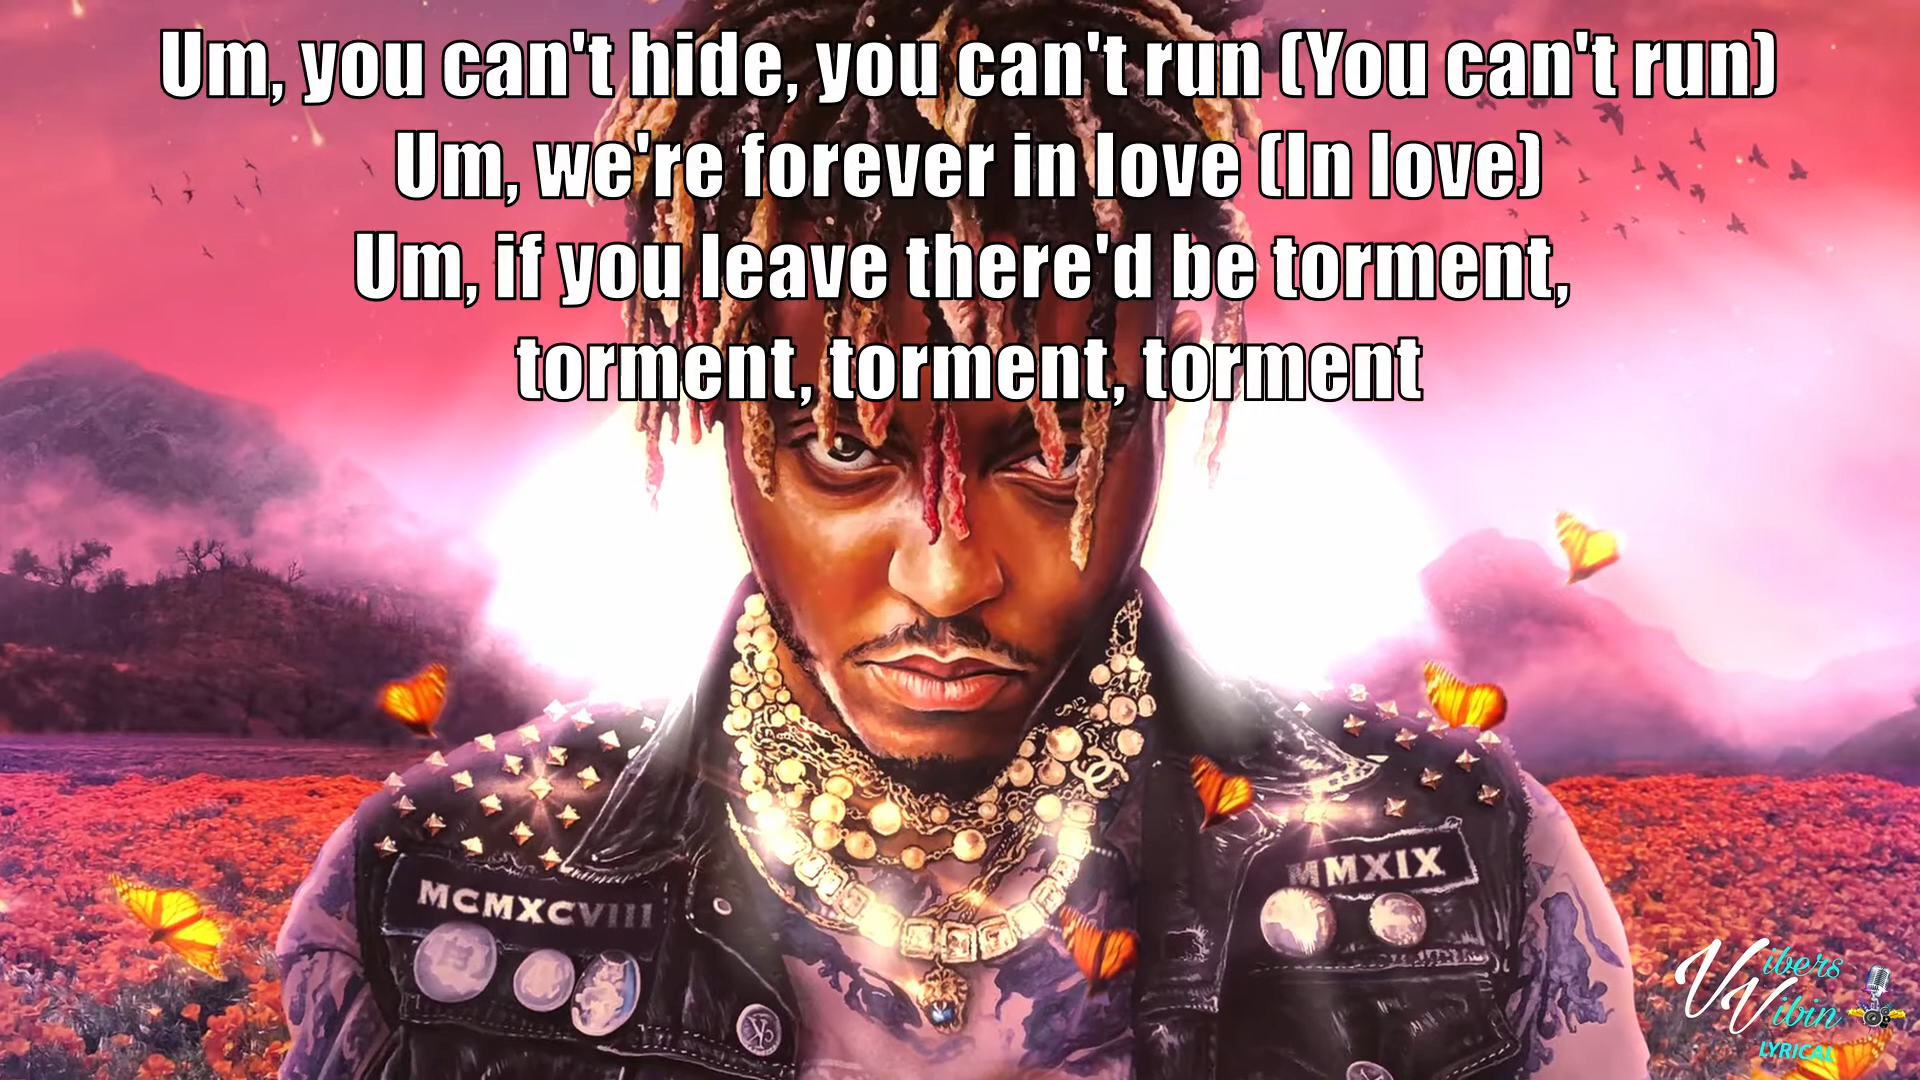 Um, you can't hide, you can't run (You can't run)
Um, we're forever in love (In love)
Um, if you leave there'd be torment,
torment, torment, torment
MCMXCVIII
MMXIX
Vibers
Vibin
LYRICAL